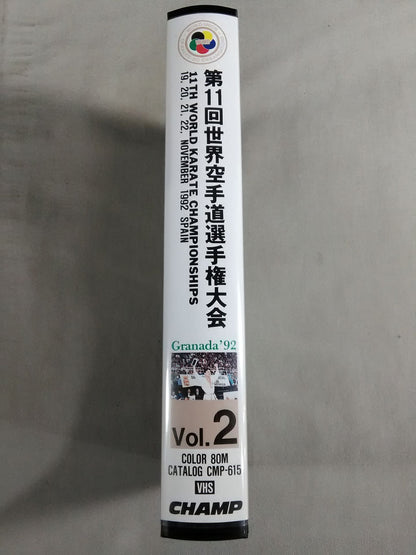 第11回世界空手道選手権大会
11TH WORLD KARATE CHAMPIONSHIPS
19. 20. 21. 22. NOVEMBER 1992 SPAIN
Granada '92
Vol. 2
COLOR 80M
CATALOG CMP-615
VHS
CHAMP